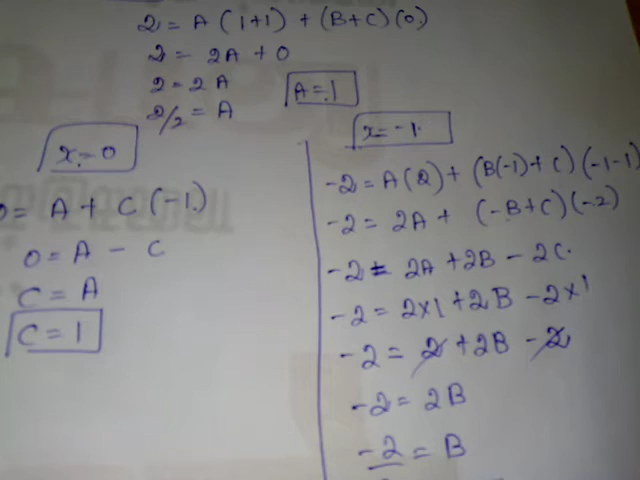 2 = A (1+1) + (B+C) (0)
2 = 2A + 0
2 = 2A
A = 1
2/2 = A
x = 0
0 = A + C (-1)
0 = A - C
C = A
C = 1
x = -1
-2 = A(2) + (B(-1) + C) (-1-1)
-2 = 2A + (-B+C) (-2)
-2 = 2A + 2B - 2C
-2 = 2×1 + 2B - 2×1
-2 = 2 + 2B - 2
-2 = 2B
-2 = B